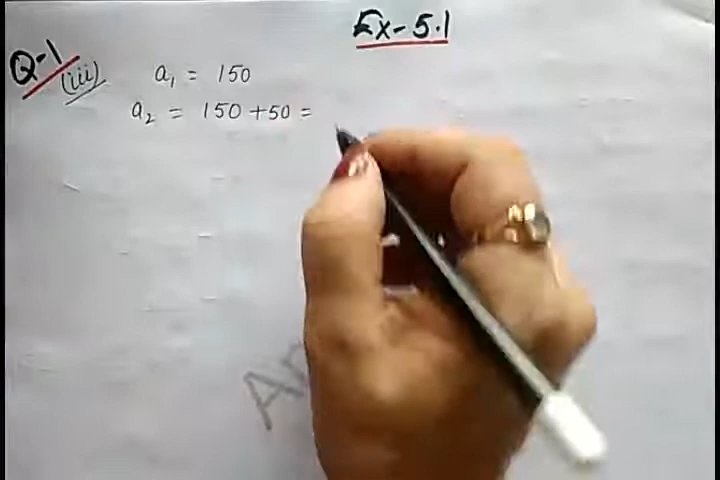 Ex-5.1
Q-1
(iii) a₁ = 150
a₂ = 150 +50 =